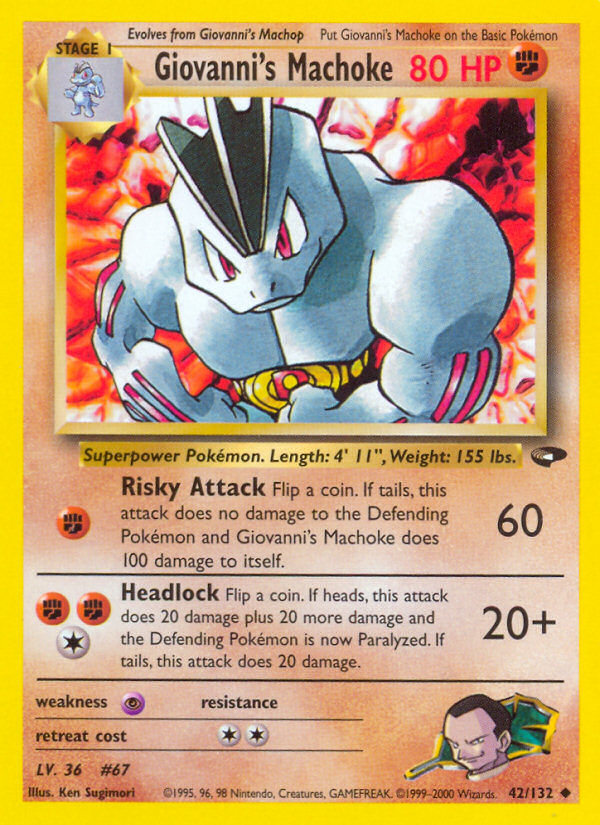 Evolves from Giovanni's Machop Put Giovanni's Machoke on the Basic Pokémon
STAGE 1
Giovanni's Machoke 80 HP
Superpower Pokémon. Length: 4' 11", Weight: 155 lbs.
Risky Attack Flip a coin. If tails, this
attack does no damage to the Defending
Pokémon and Giovanni's Machoke does
100 damage to itself.
60
Headlock Flip a coin. If heads, this attack
does 20 damage plus 20 more damage and
the Defending Pokémon is now Paralyzed. If
tails, this attack does 20 damage.
20+
weakness resistance
retreat cost
LV. 36 #67
Illus. Ken Sugimori ©1995, 96, 98 Nintendo, Creatures, GAMEFREAK. ©1999-2000 Wizards. 42/132